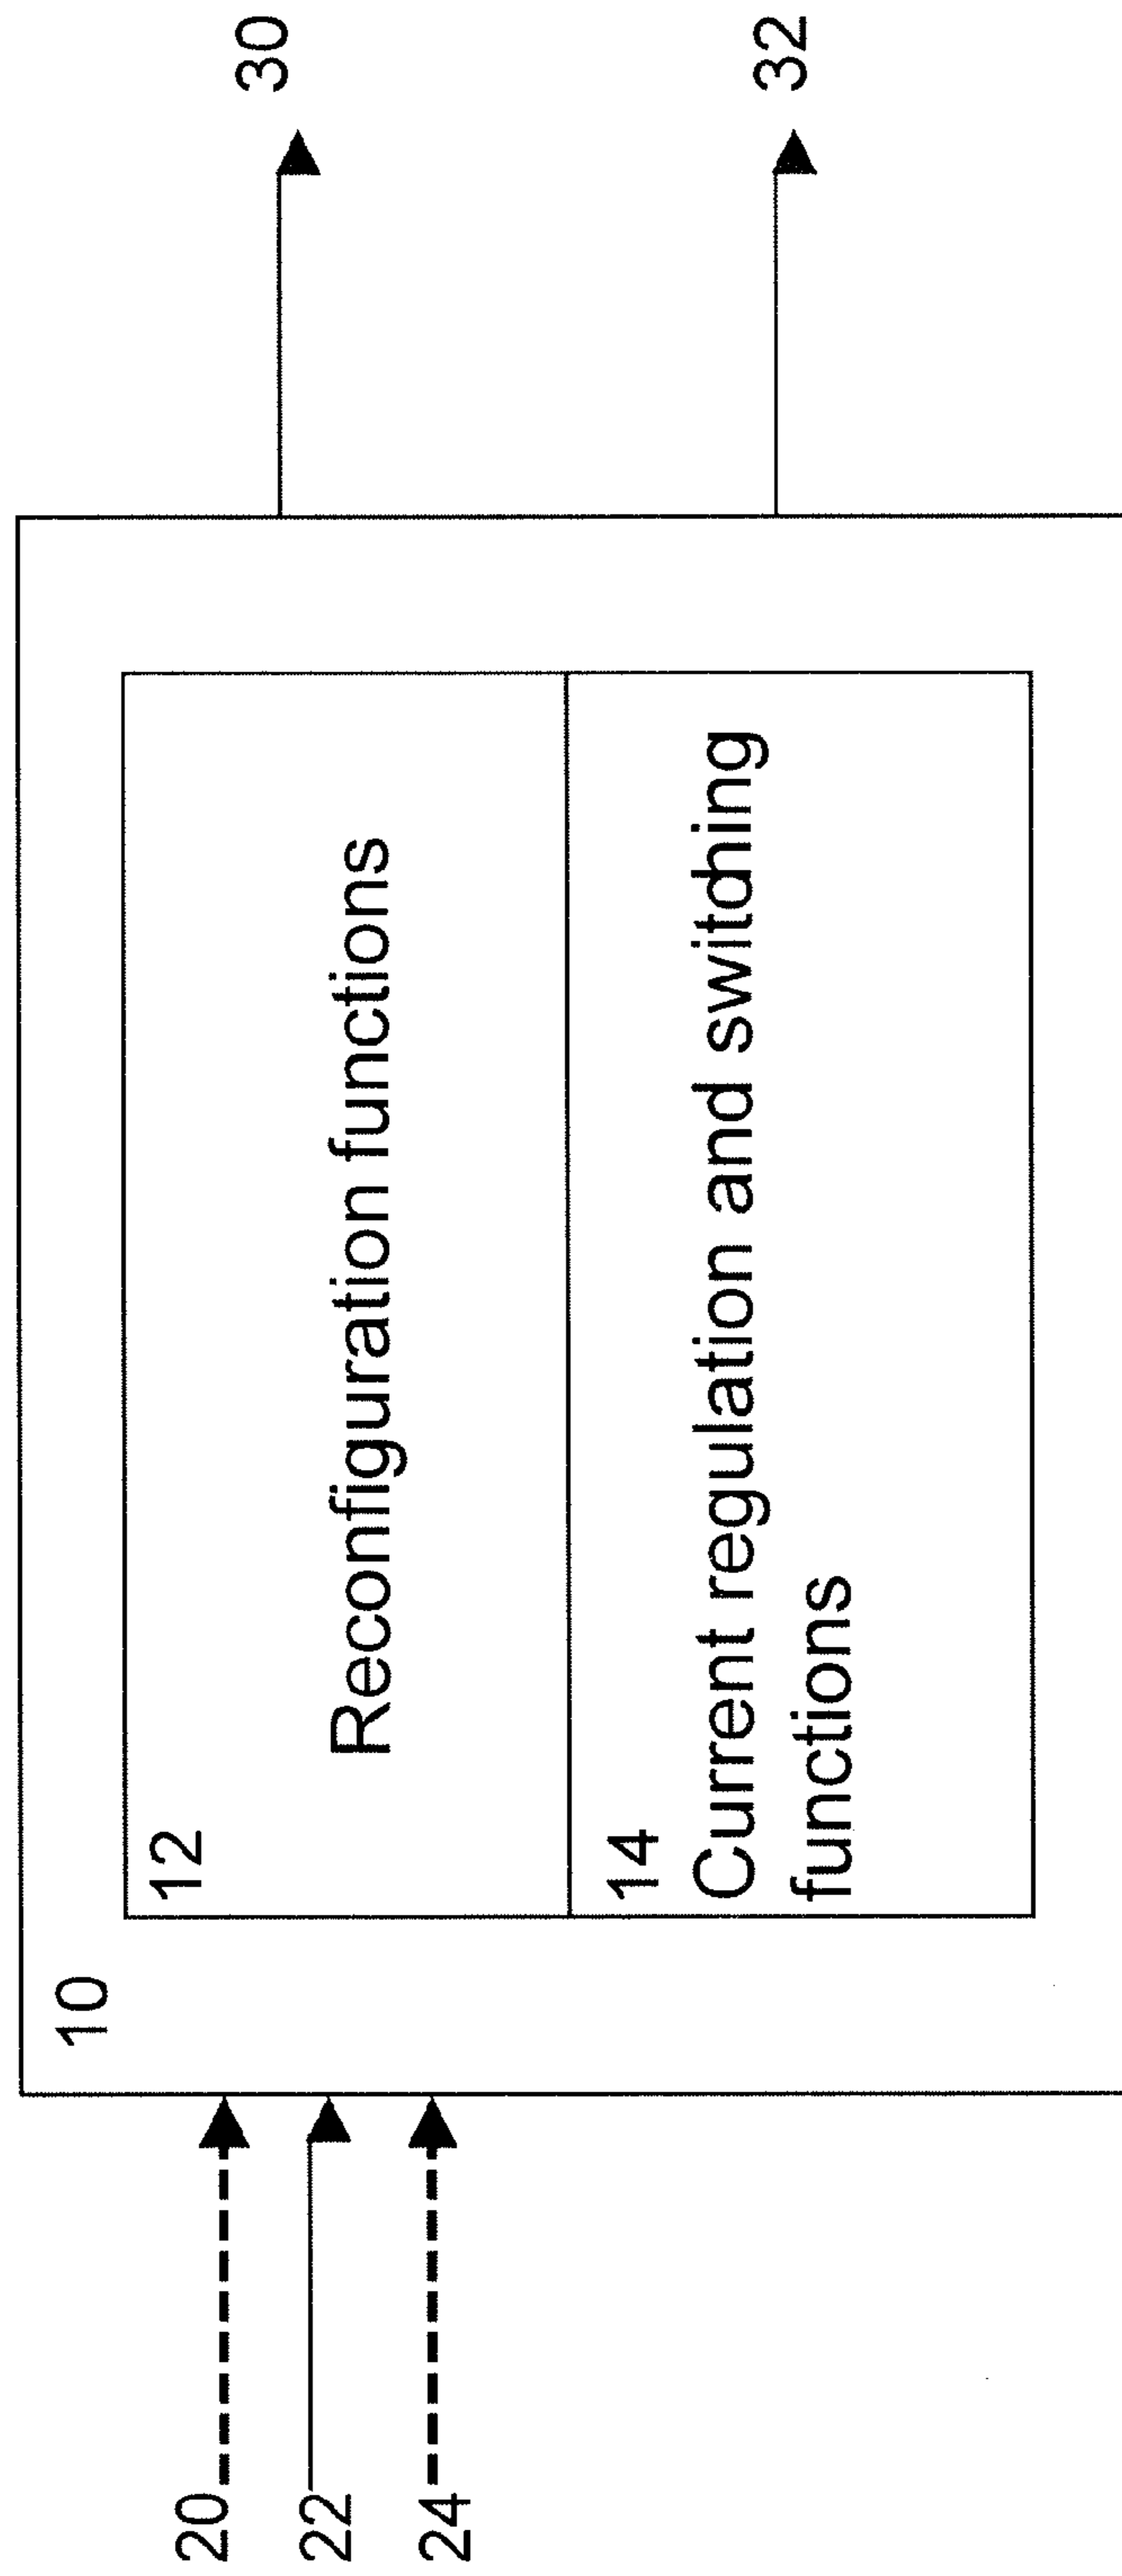 10
12
Reconfiguration functions
14
Current regulation and switching
functions
20
22
24
30
32